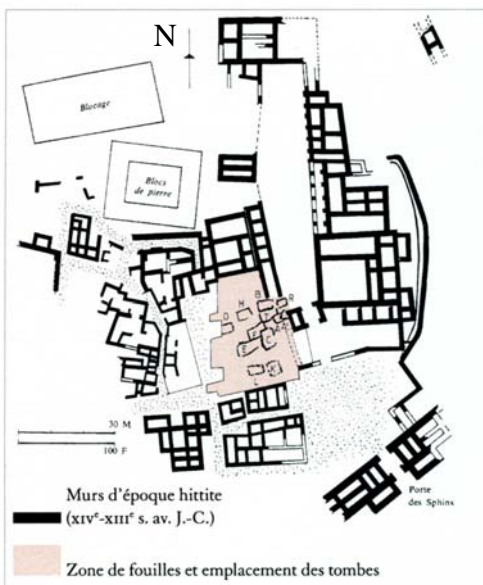 N
Blocage
Blocs
de pierre
H
B
R
D
T
E
C
L
K
30 M
100 F
Porte
des Sphinx
Murs d'époque hittite
(XIVᵉ-XIIIᵉ s. av. J.-C.)
Zone de fouilles et emplacement des tombes